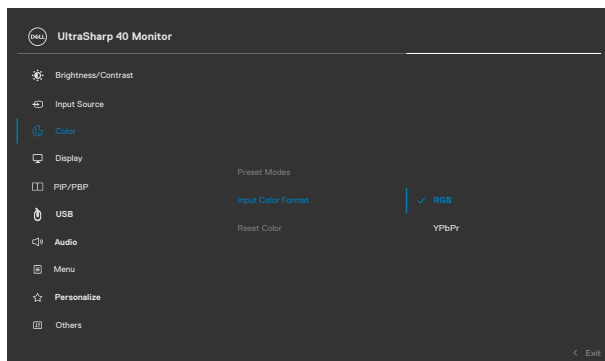 DELL UltraSharp 40 Monitor
Brightness/Contrast
Input Source
Color
Display
PIP/PBP
USB
Audio
Menu
Personalize
Others
Preset Modes
Input Color Format
Reset Color
RGB
YPbPr
Exit